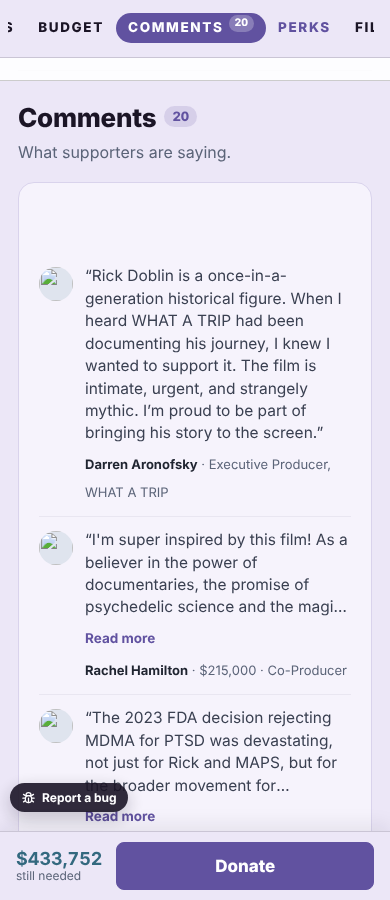 BUDGET
COMMENTS 20
PERKS
Comments 20
What supporters are saying.
“Rick Doblin is a once-in-a-
generation historical figure. When I
heard WHAT A TRIP had been
documenting his journey, I knew I
wanted to support it. The film is
intimate, urgent, and strangely
mythic. I’m proud to be part of
bringing his story to the screen.”
Darren Aronofsky · Executive Producer,
WHAT A TRIP
“I'm super inspired by this film! As a
believer in the power of
documentaries, the promise of
psychedelic science and the magi…
Read more
Rachel Hamilton · $215,000 · Co-Producer
“The 2023 FDA decision rejecting
MDMA for PTSD was devastating,
not just for Rick and MAPS, but for
the broader movement for…
Report a bug
Read more
$433,752
still needed
Donate